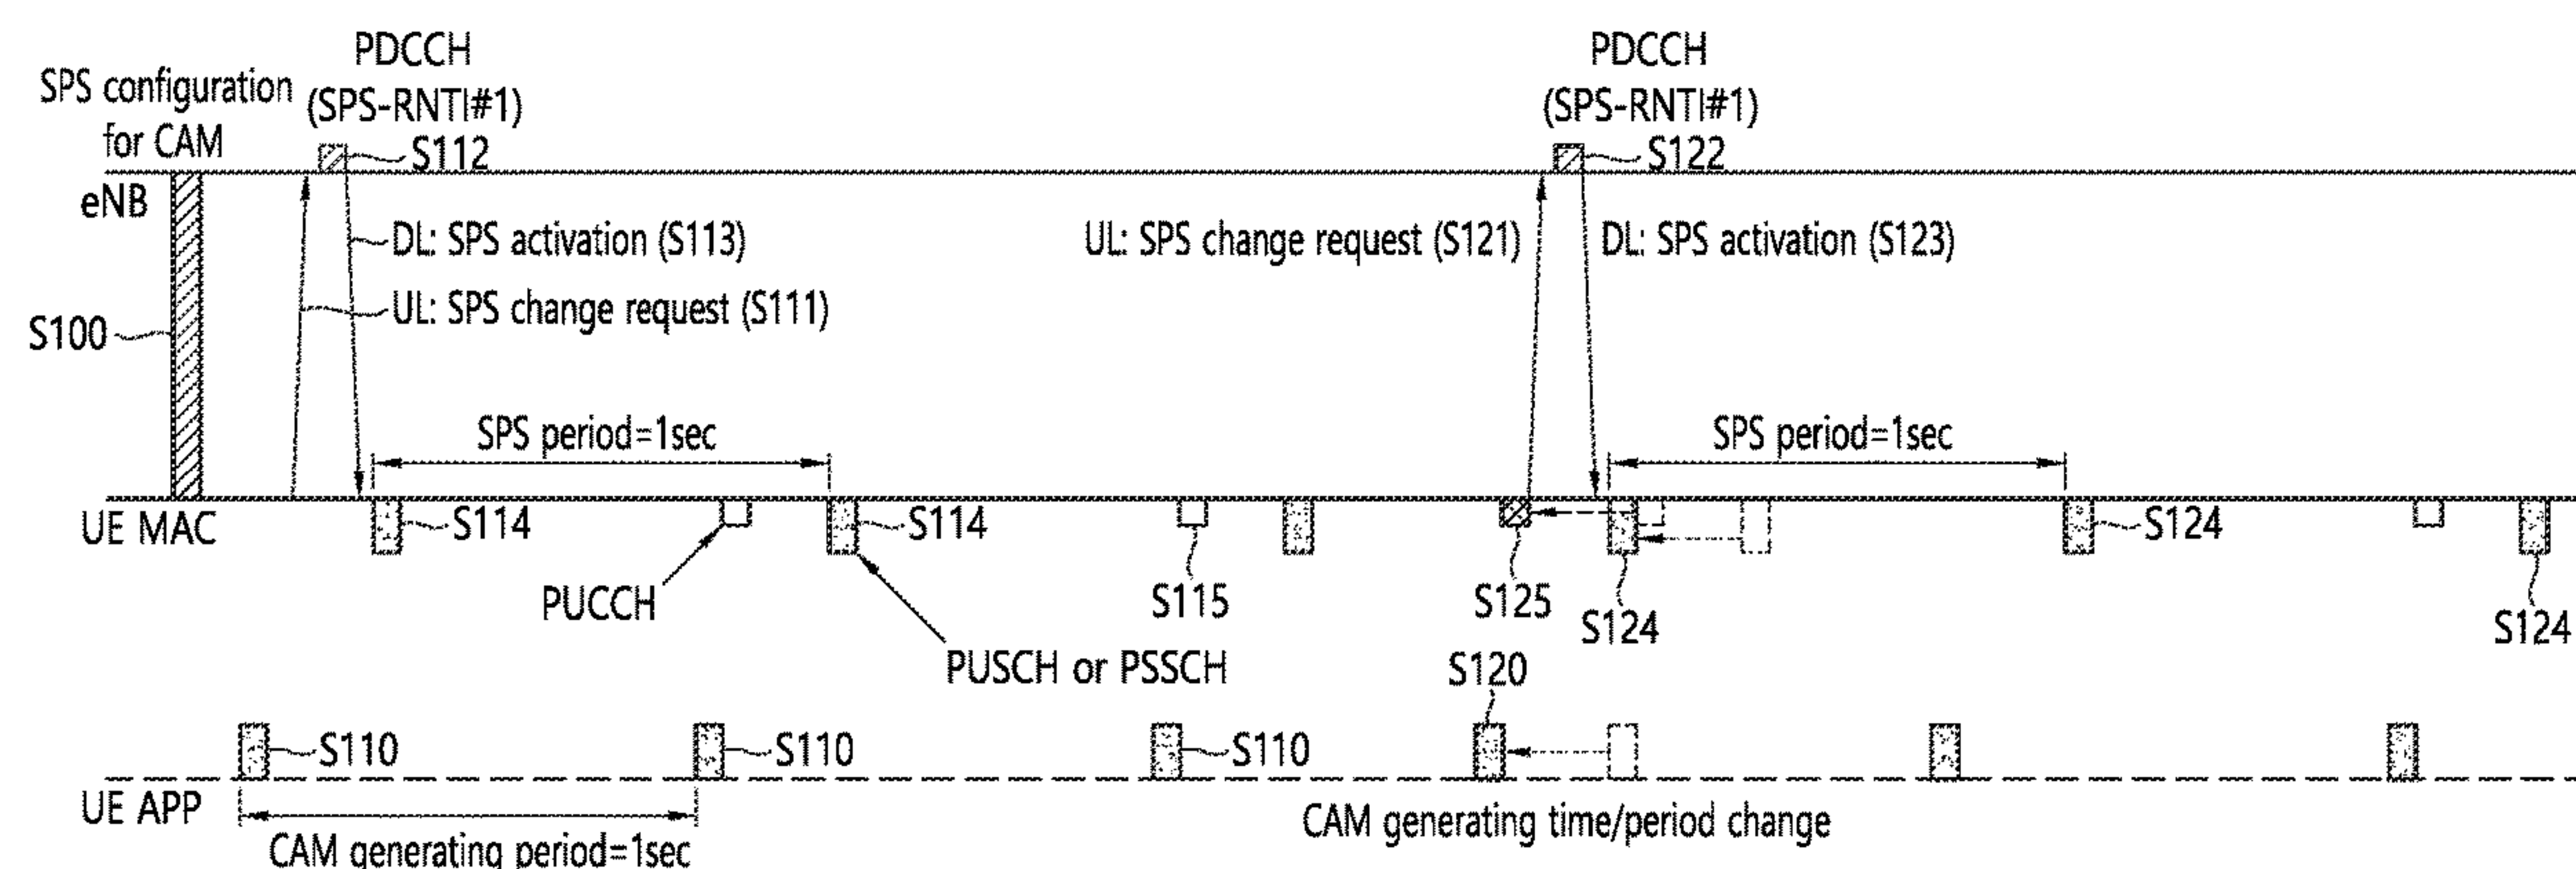 SPS configuration
for CAM
PDCCH
(SPS-RNTI#1)
S112
PDCCH
(SPS-RNTI#1)
S122
eNB
DL: SPS activation (S113)
UL: SPS change request (S111)
UL: SPS change request (S121)
DL: SPS activation (S123)
S100
SPS period=1sec
SPS period=1sec
UE MAC
S114
S114
S124
PUCCH
S115
S125
S124
S124
PUSCH or PSSCH
S120
S110
S110
S110
UE APP
CAM generating time/period change
CAM generating period=1sec